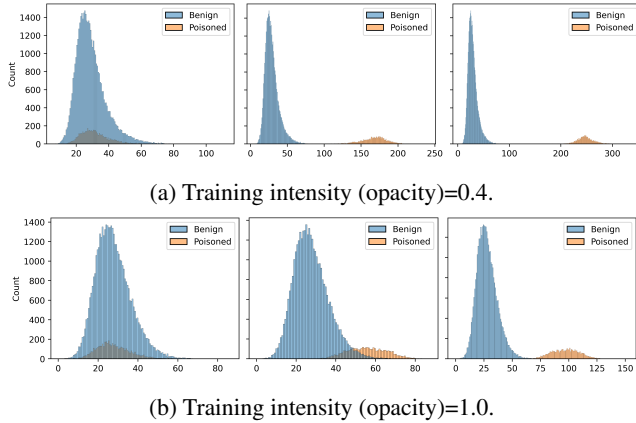 Benign
Poisoned
Benign
Poisoned
Benign
Poisoned
Count
1400
1200
1000
800
600
400
200
0
20 40 60 80 100
0 50 100 150 200 250
0 100 200 300
(a) Training intensity (opacity)=0.4.
Benign
Poisoned
Benign
Poisoned
Benign
Poisoned
Count
1400
1200
1000
800
600
400
200
0
0 20 40 60 80
0 20 40 60 80
0 25 50 75 100 125 150
(b) Training intensity (opacity)=1.0.